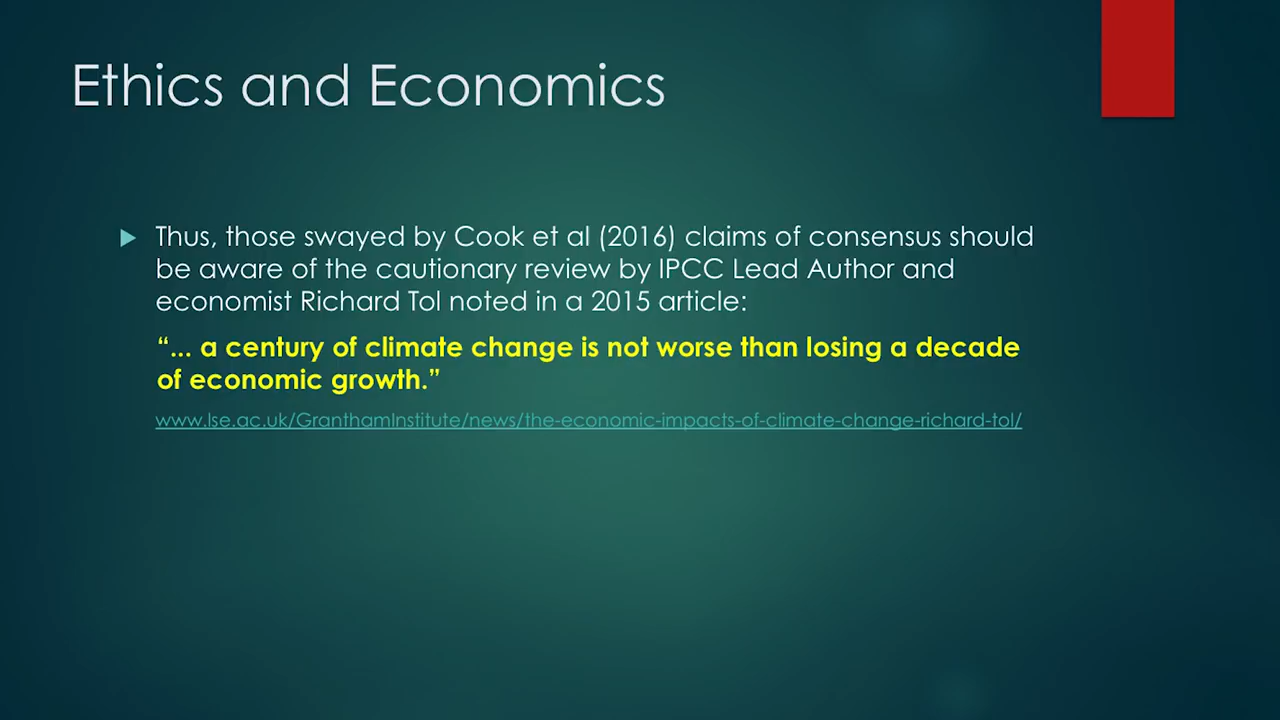 Ethics and Economics
Thus, those swayed by Cook et al (2016) claims of consensus should
be aware of the cautionary review by IPCC Lead Author and
economist Richard Tol noted in a 2015 article:
“... a century of climate change is not worse than losing a decade
of economic growth.”
www.lse.ac.uk/GranthamInstitute/news/the-economic-impacts-of-climate-change-richard-tol/